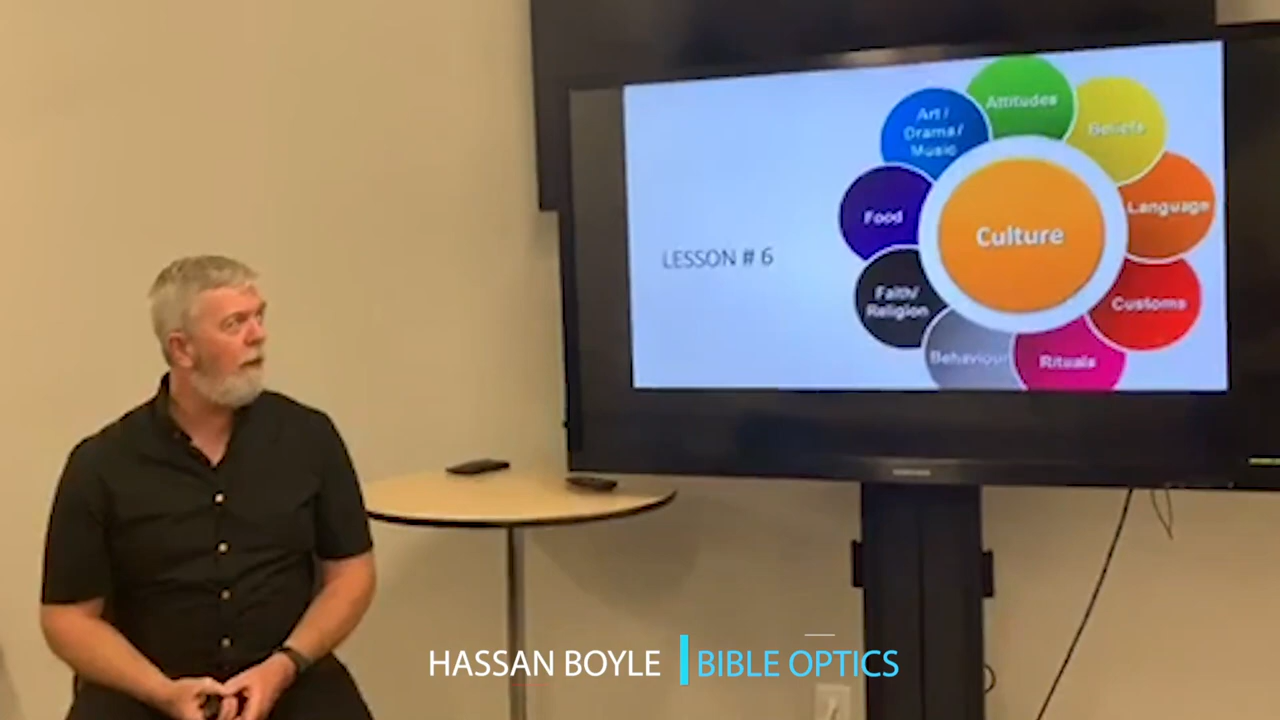 LESSON # 6
Culture
Attitudes
Beliefs
Language
Customs
Rituals
Behaviour
Faith/
Religion
Food
Art /
Drama /
Music
HASSAN BOYLE | BIBLE OPTICS